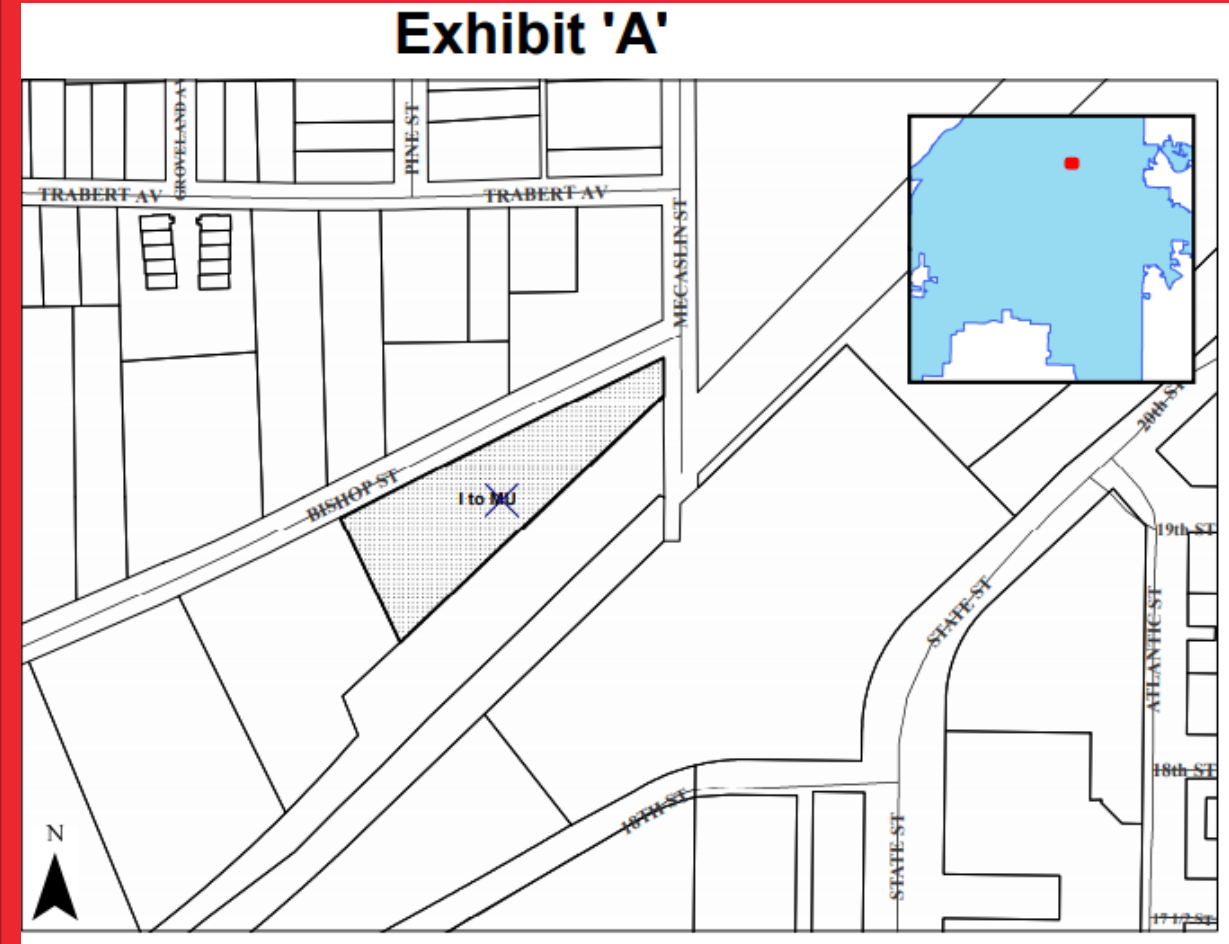 Exhibit 'A'
GROVELAND AV
PINE ST
TRABERT AV
TRABERT AV
MECASLIN ST
20th ST
BISHOP ST
I to MU
19th ST
STATE ST
ATLANTIC ST
18th ST
18TH ST
STATE ST
N
17 1/2 ST